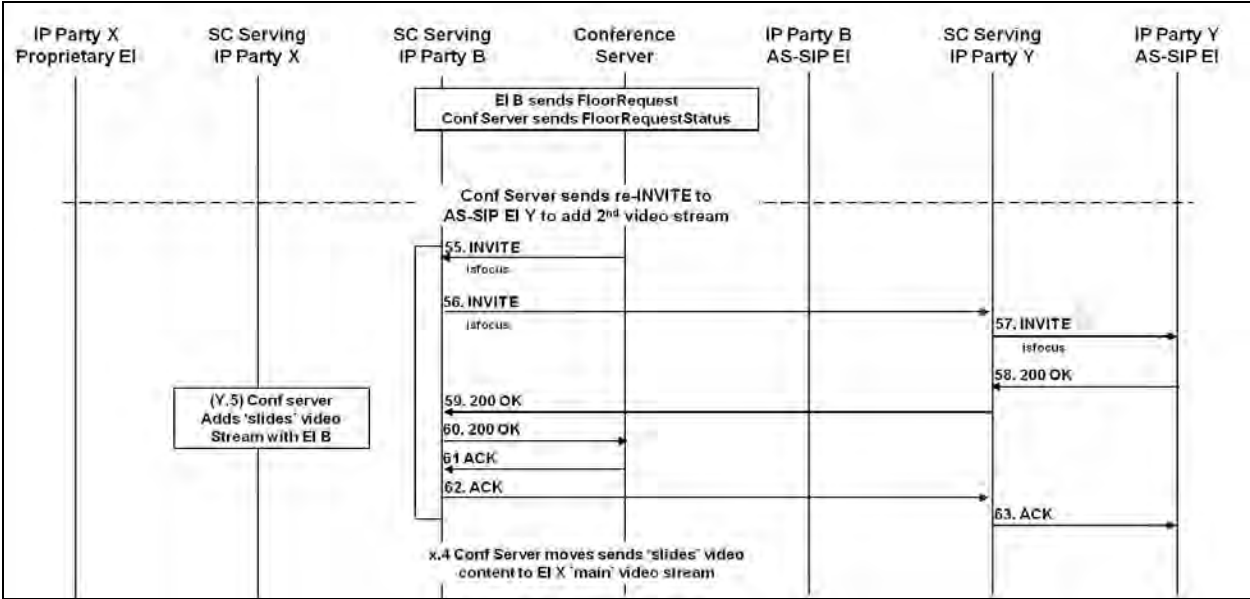 IP Party X
Proprietary EI
SC Serving
IP Party X
SC Serving
IP Party B
Conference
Server
IP Party B
AS-SIP EI
SC Serving
IP Party Y
IP Party Y
AS-SIP EI
EI B sends FloorRequest
Conf Server sends FloorRequestStatus
Conf Server sends re-INVITE to
AS-SIP EI Y to add 2nd video stream
55. INVITE
isfocus
56. INVITE
isfocus
57. INVITE
isfocus
58. 200 OK
(Y.5) Conf server
Adds 'slides' video
Stream with EI B
59. 200 OK
60. 200 OK
61 ACK
62. ACK
63. ACK
x.4 Conf Server moves sends 'slides' video
content to EI X 'main' video stream